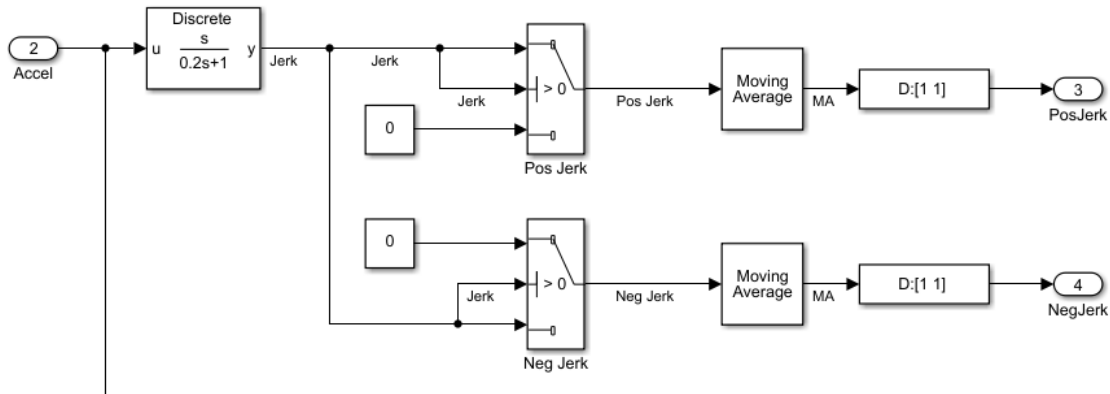 Discrete
2
u
s
0.2s+1
y
Accel
Jerk
Jerk
Jerk
> 0
0
Pos Jerk
Pos Jerk
Moving
Average
MA
D:[1 1]
3
PosJerk
0
Jerk
> 0
Neg Jerk
Neg Jerk
Moving
Average
MA
D:[1 1]
4
NegJerk